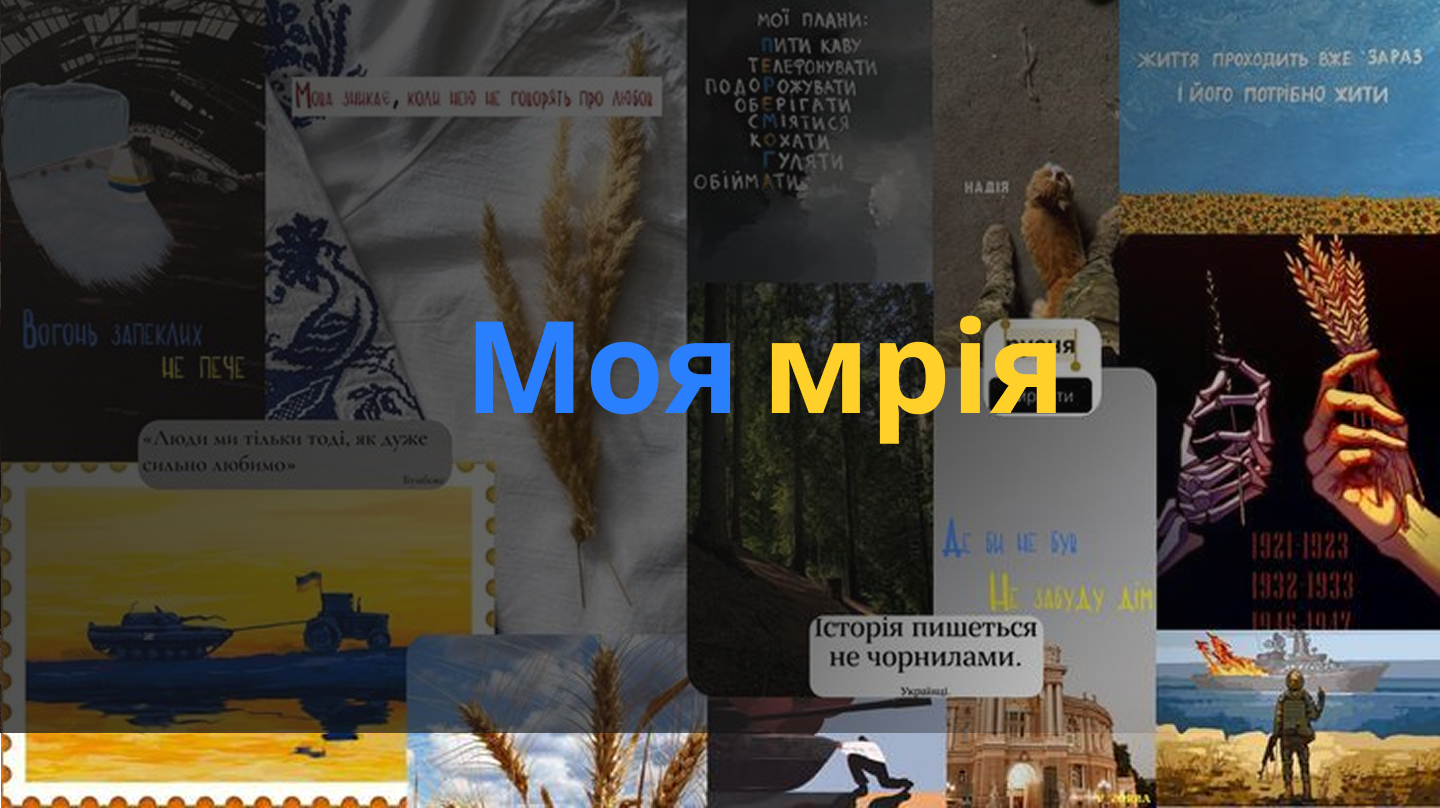 МОЇ ПЛАНИ:
ПИТИ КАВУ
ТЕЛЕФОНУВАТИ
ПОДОРОЖУВАТИ
ОБЕРІГАТИ
СМІЯТИСЯ
КОХАТИ
ГУЛЯТИ
ОБІЙМАТИ
ЖИТТЯ ПРОХОДИТЬ ВЖЕ ЗАРАЗ
І ЙОГО ПОТРІБНО ЖИТИ
Мова зникає, коли нею не говорять про любов
НАДІЯ
Вогонь запеклих
не пече
Моя мрія
«Люди ми тільки тоді, як дуже
сильно любимо»
Де би не був
Не забуду дім
1921-1923
1932-1933
1946-1947
Історія пишеться
не чорнилами.
Українці